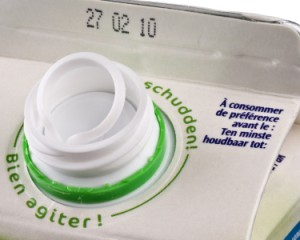 27 02 10
schudden!
Bien agiter !
À consommer
de préférence
avant le :
Ten minste
houdbaar tot: